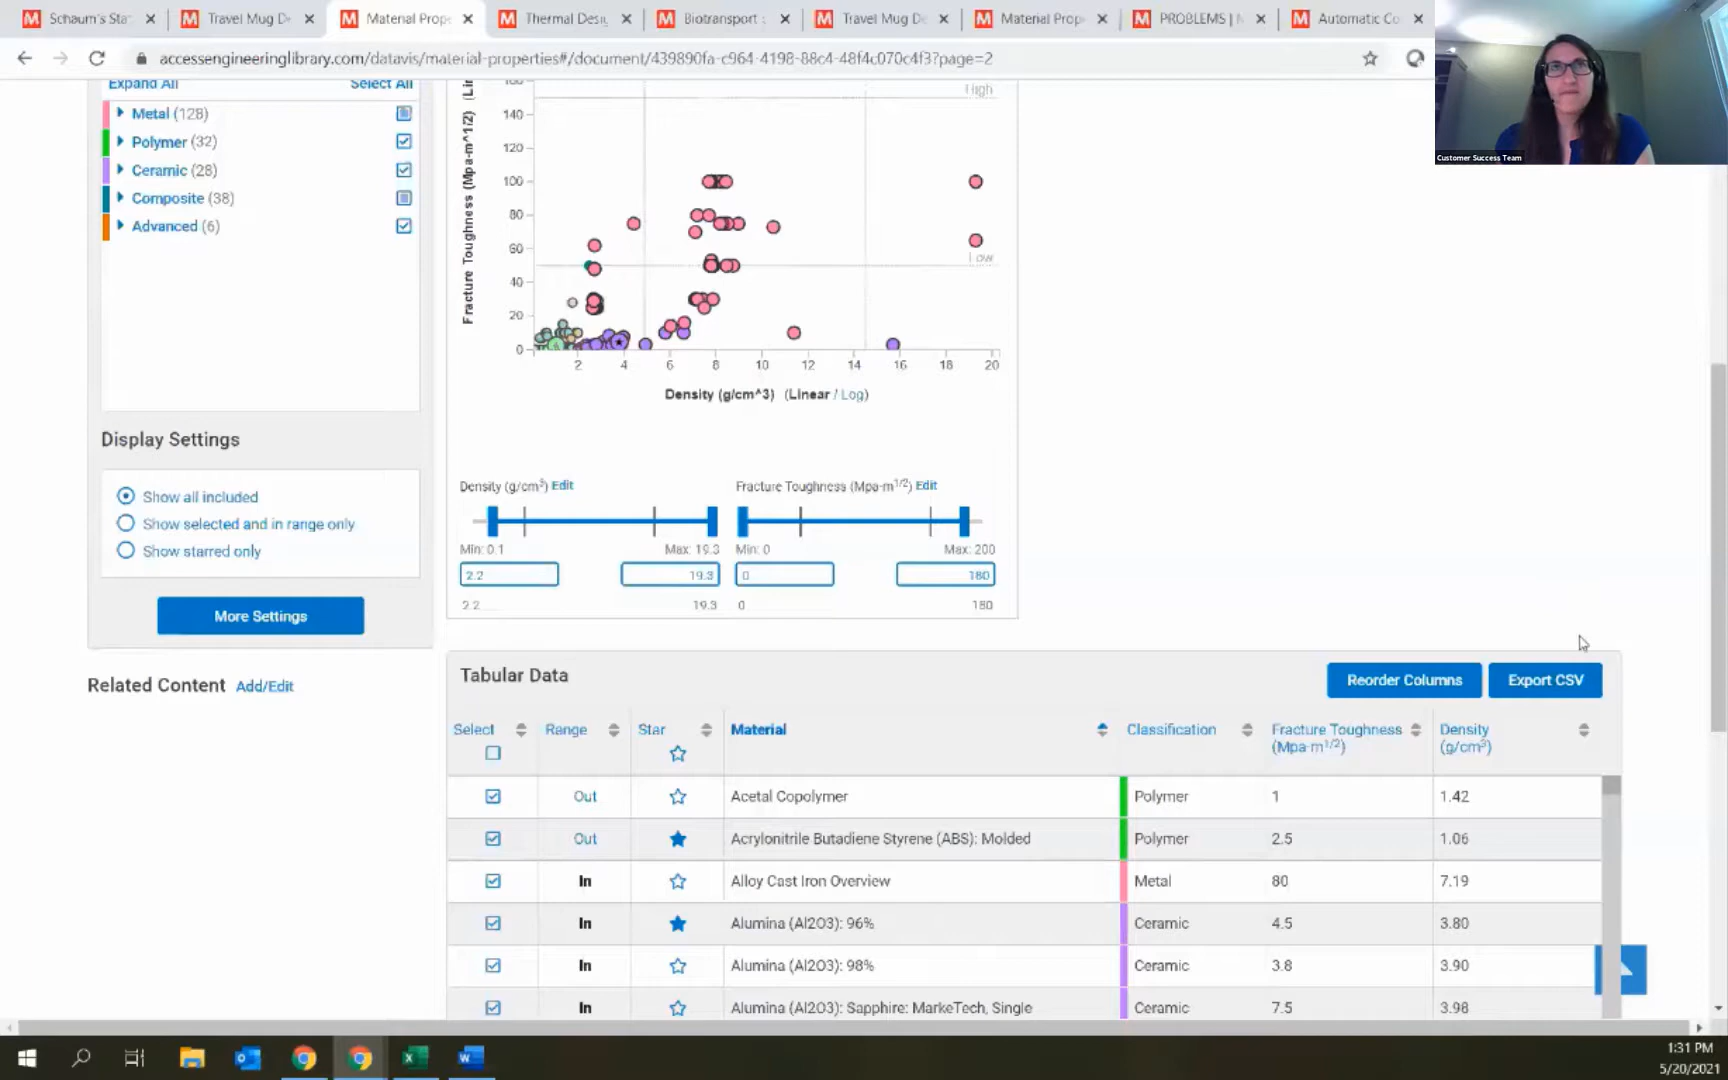 Schaum's Sta
Travel Mug De
Material Prope
Thermal Desig
Biotransport
Travel Mug De
Material Prop
PROBLEMS |
Automatic Co
accessengineeringlibrary.com/datavis/material-properties#/document/439890fa-c964-4198-88c4-48f4c070c4f3?page=2
Customer Success Team
Expand All
Select All
Metal (128)
Polymer (32)
Ceramic (28)
Composite (38)
Advanced (6)
Display Settings
Show all included
Show selected and in range only
Show starred only
More Settings
Related Content Add/Edit
Fracture Toughness (Mpa-m^1/2) (Lin
High
Low
160
140
120
100
80
60
40
20
0
2 4 6 8 10 12 14 16 18 20
Density (g/cm^3) (Linear / Log)
Density (g/cm³) Edit
Min: 0.1 Max: 19.3
2.2 19.3
2.2 19.3
Fracture Toughness (Mpa-m1/2) Edit
Min: 0 Max: 200
0 180
0 180
Tabular Data
Reorder Columns
Export CSV
Select Range Star Material Classification Fracture Toughness (Mpa-m1/2) Density (g/cm³)
Out Acetal Copolymer Polymer 1 1.42
Out Acrylonitrile Butadiene Styrene (ABS): Molded Polymer 2.5 1.06
In Alloy Cast Iron Overview Metal 80 7.19
In Alumina (Al2O3): 96% Ceramic 4.5 3.80
In Alumina (Al2O3): 98% Ceramic 3.8 3.90
In Alumina (Al2O3): Sapphire: MarkeTech, Single Ceramic 7.5 3.98
1:31 PM
5/20/2021